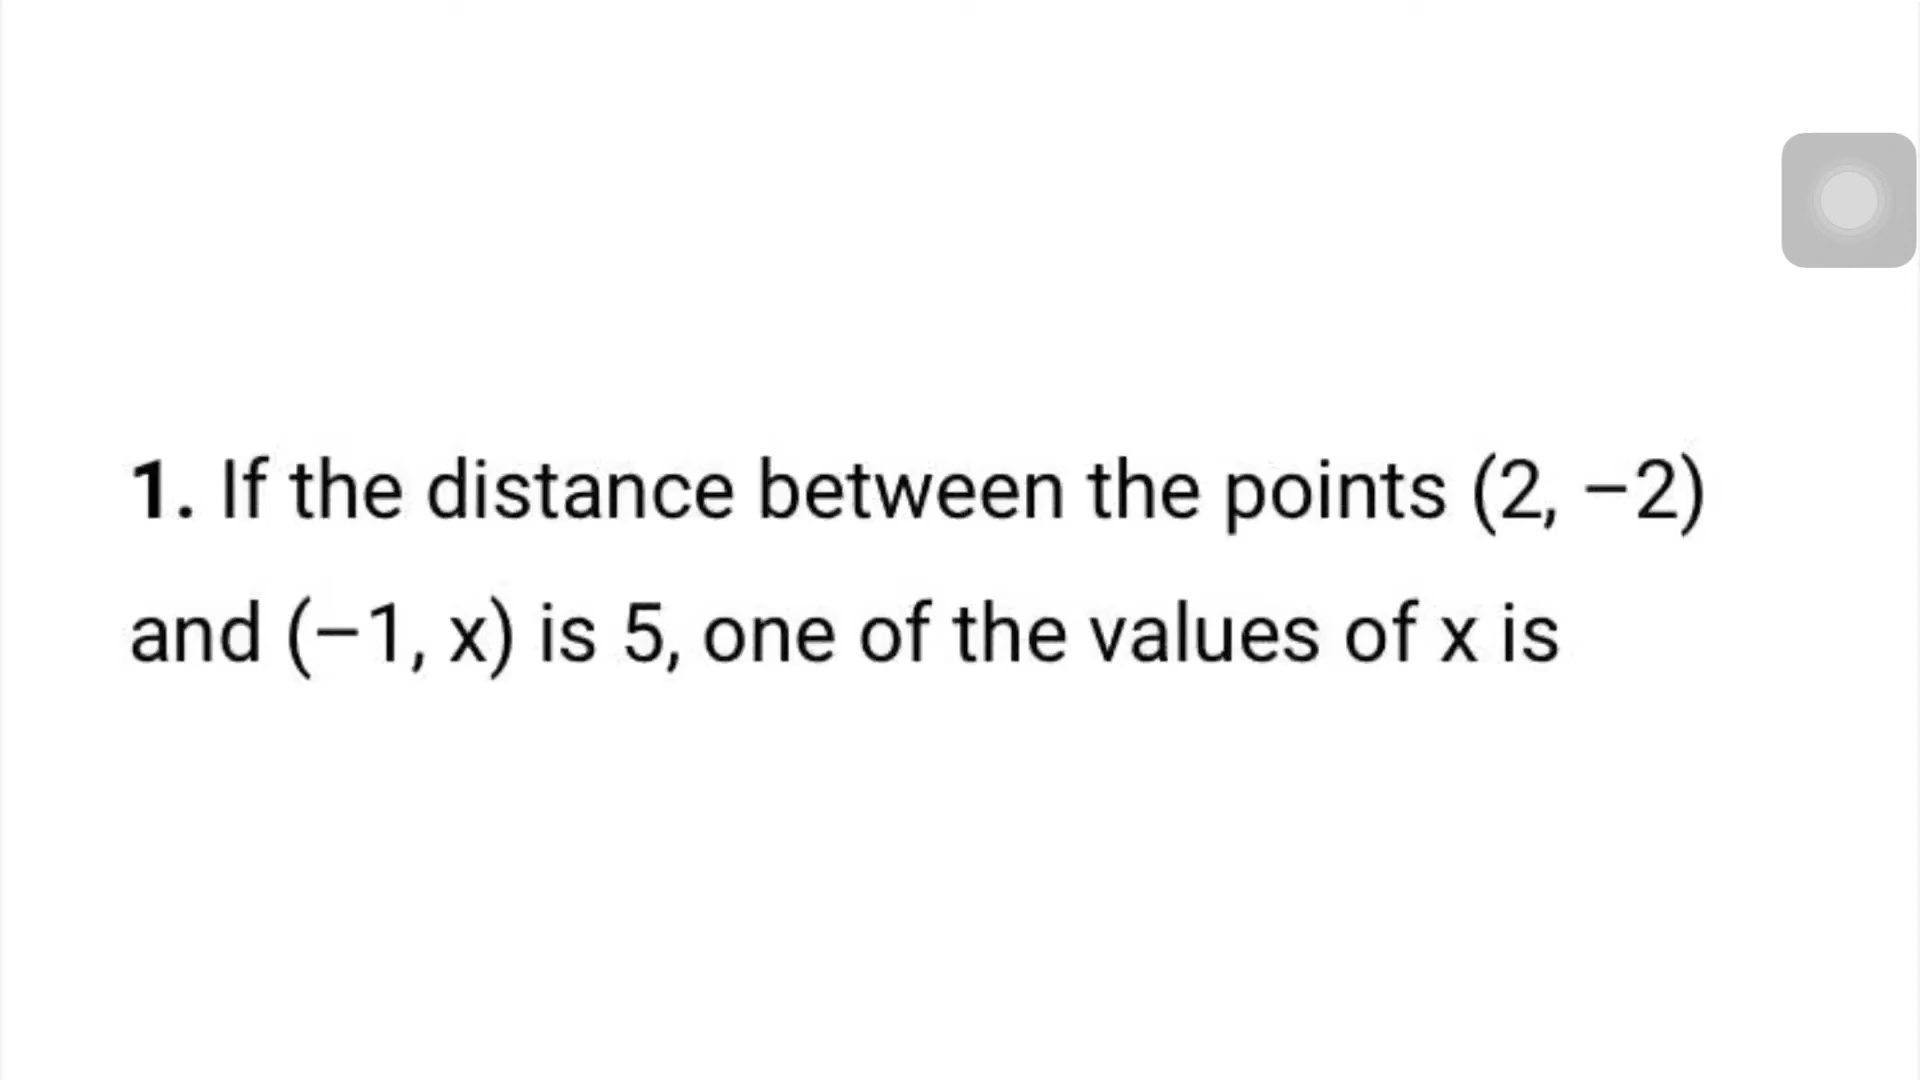 1. If the distance between the points (2, −2)
and (−1, x) is 5, one of the values of x is